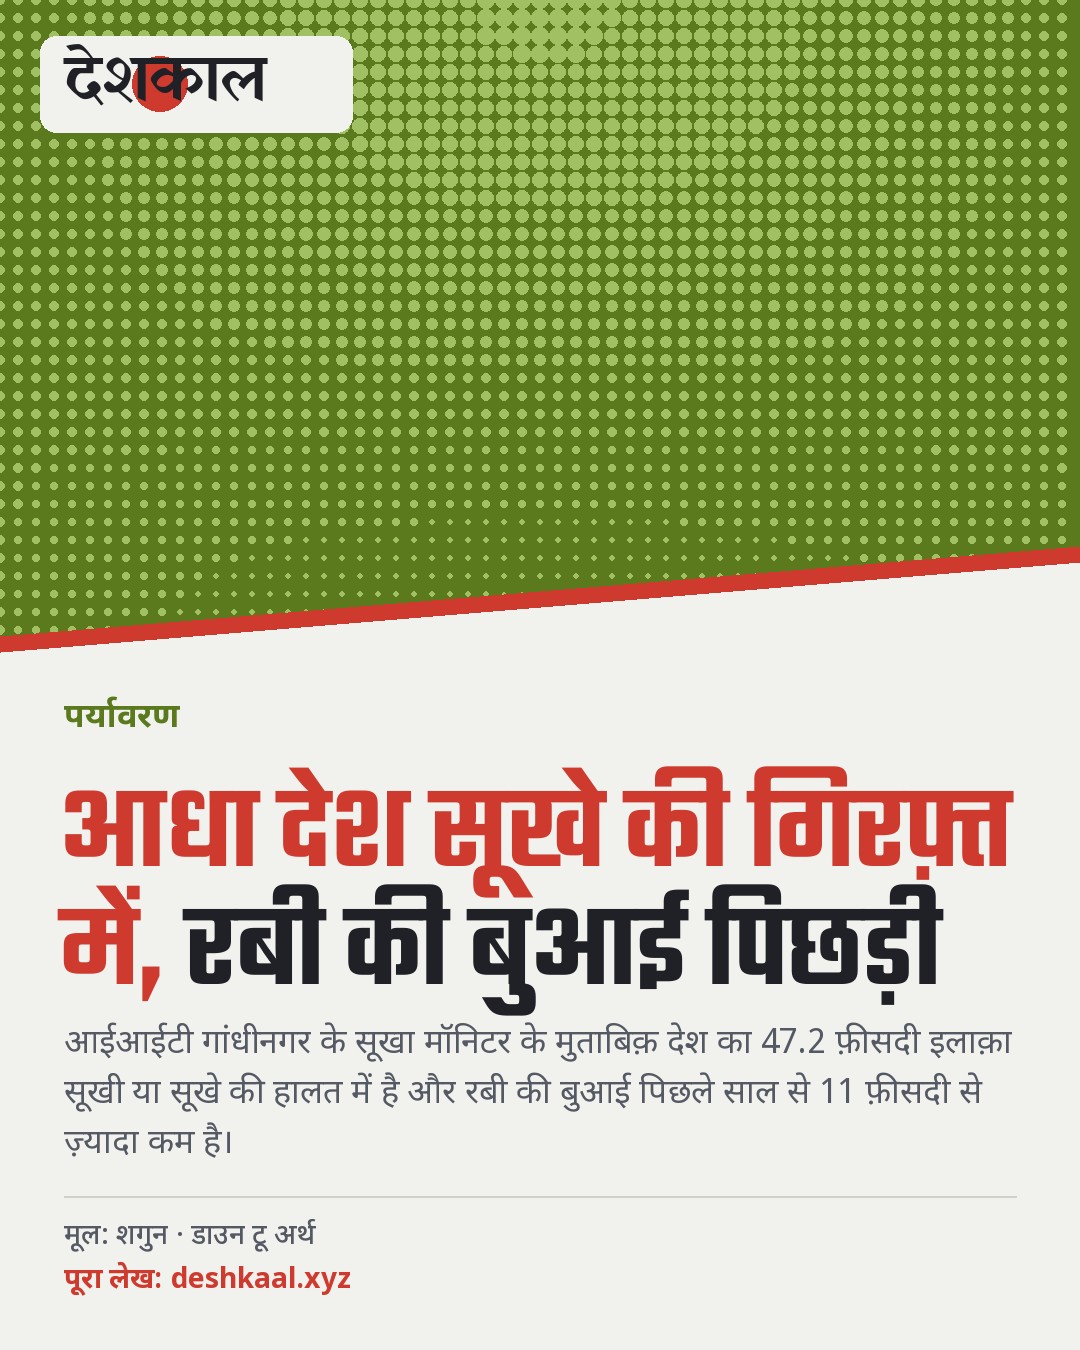 देशकाल
पर्यावरण
आधा देश सूखे की गिरफ़्त
में, रबी की बुआई पिछड़ी
आईआईटी गांधीनगर के सूखा मॉनिटर के मुताबिक़ देश का 47.2 फ़ीसदी इलाक़ा
सूखी या सूखे की हालत में है और रबी की बुआई पिछले साल से 11 फ़ीसदी से
ज़्यादा कम है।
मूल: शगुन · डाउन टू अर्थ
पूरा लेख: deshkaal.xyz